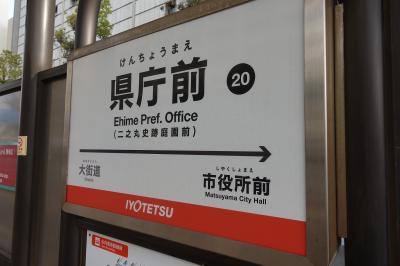 けんちょうまえ
県庁前
20
Ehime Pref. Office
(二之丸史跡庭園前)
大街道
しやくしょまえ
市役所前
Matsuyama City Hall
IYOTETSU